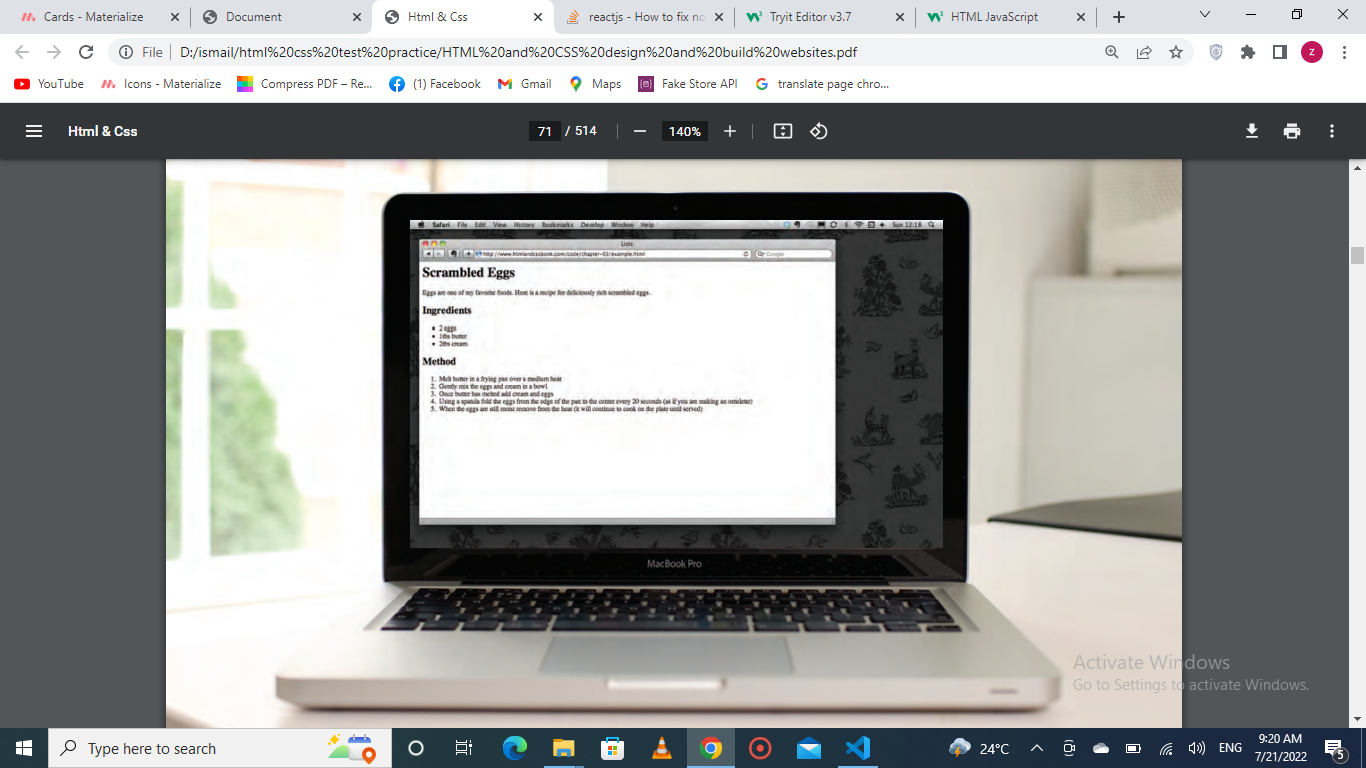 Cards - Materialize
Document
Html & Css
reactjs - How to fix no
Tryit Editor v3.7
HTML JavaScript
File
D:/ismail/html%20css%20test%20practice/HTML%20and%20CSS%20design%20and%20build%20websites.pdf
z
YouTube
Icons - Materialize
Compress PDF – Re...
(1) Facebook
Gmail
Maps
Fake Store API
translate page chro...
Html & Css
71 / 514
140%
Safari File Edit View History Bookmarks Develop Window Help
Sun 12:18
Lists
http://www.htmlandcssbook.com/code/chapter-03/example.html
Google
Scrambled Eggs
Eggs are one of my favorite foods. Here is a recipe for deliciously rich scrambled eggs.
Ingredients
2 eggs
1tbs butter
2tbs cream
Method
1. Melt butter in a frying pan over a medium heat
2. Gently mix the eggs and cream in a bowl
3. Once butter has melted add cream and eggs
4. Using a spatula fold the eggs from the edge of the pan to the center every 20 seconds (as if you are making an omelette)
5. When the eggs are still moist remove from the heat (it will continue to cook on the plate until served)
MacBook Pro
Activate Windows
Go to Settings to activate Windows.
Type here to search
24°C
ENG
9:20 AM
7/21/2022
5